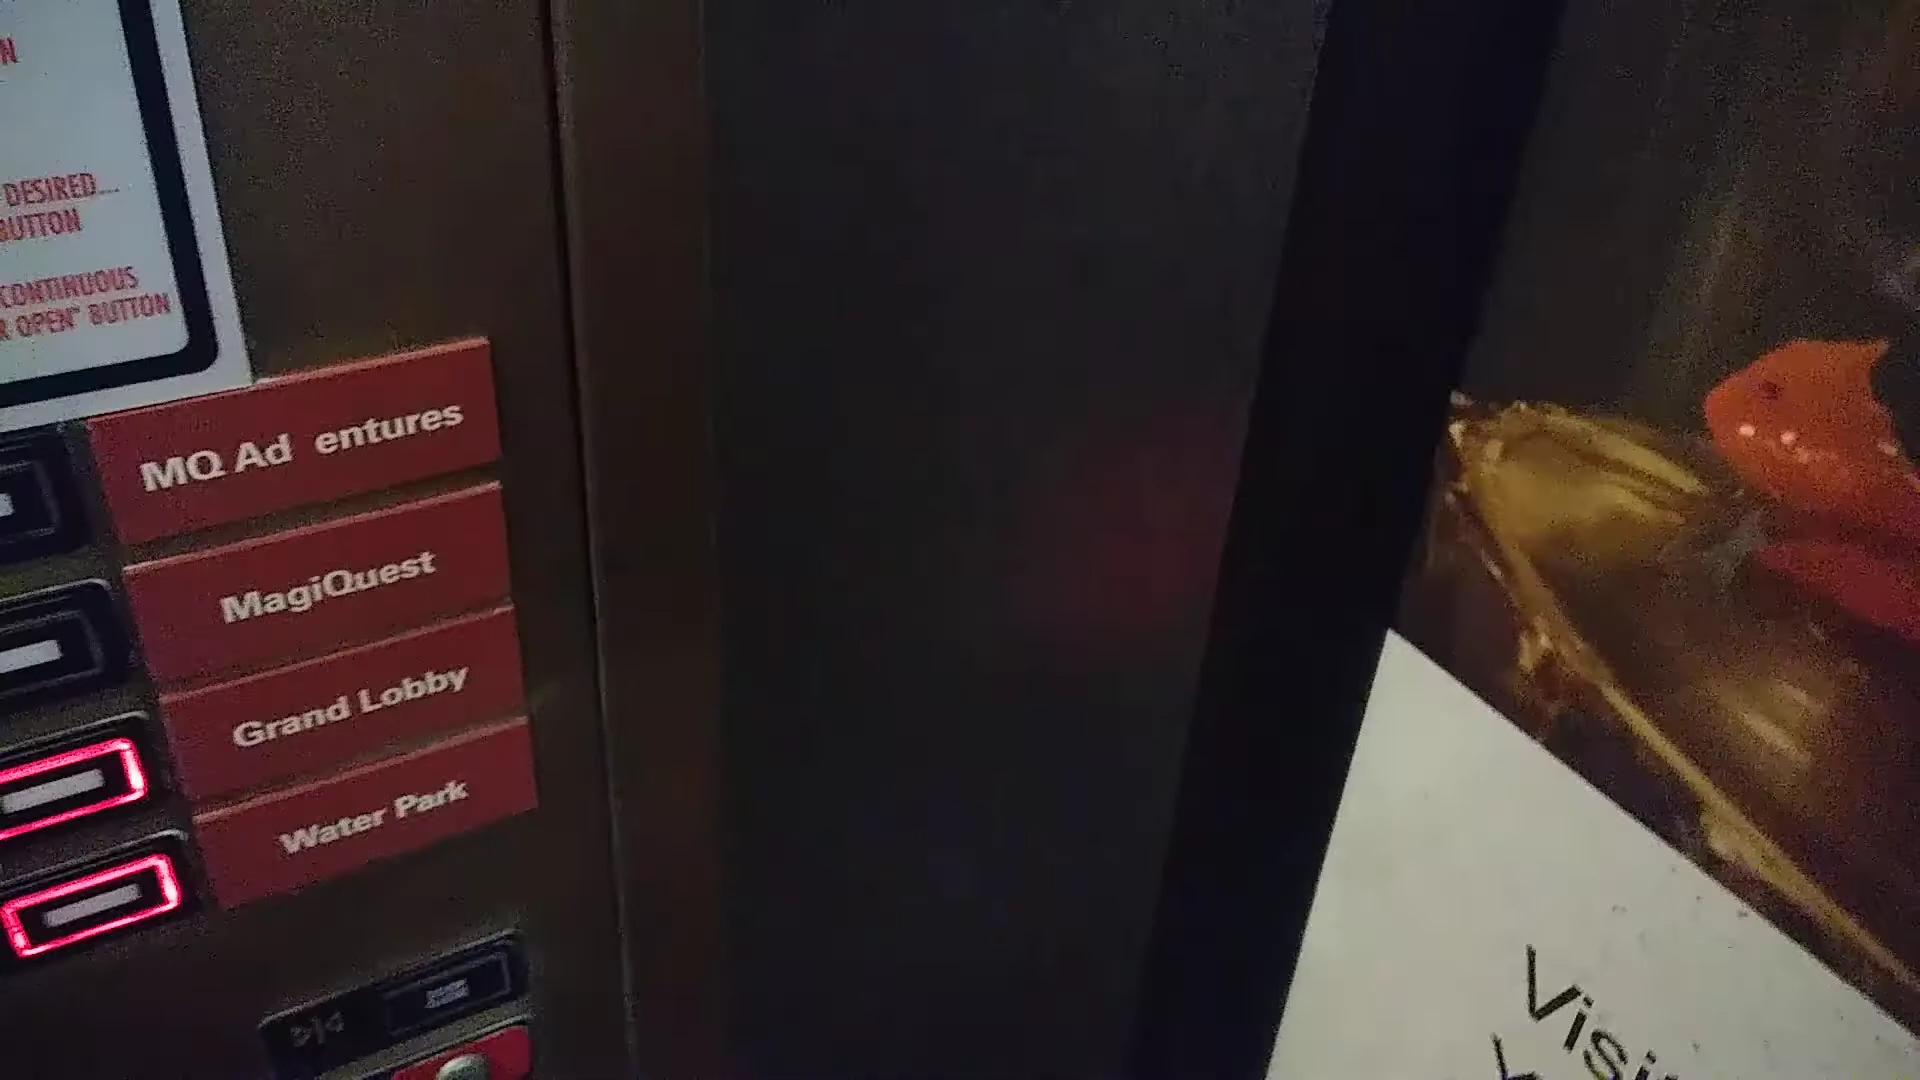 N
DESIRED...
BUTTON
CONTINUOUS
R OPEN" BUTTON
MQ Ad entures
MagiQuest
Grand Lobby
Water Park
Visi